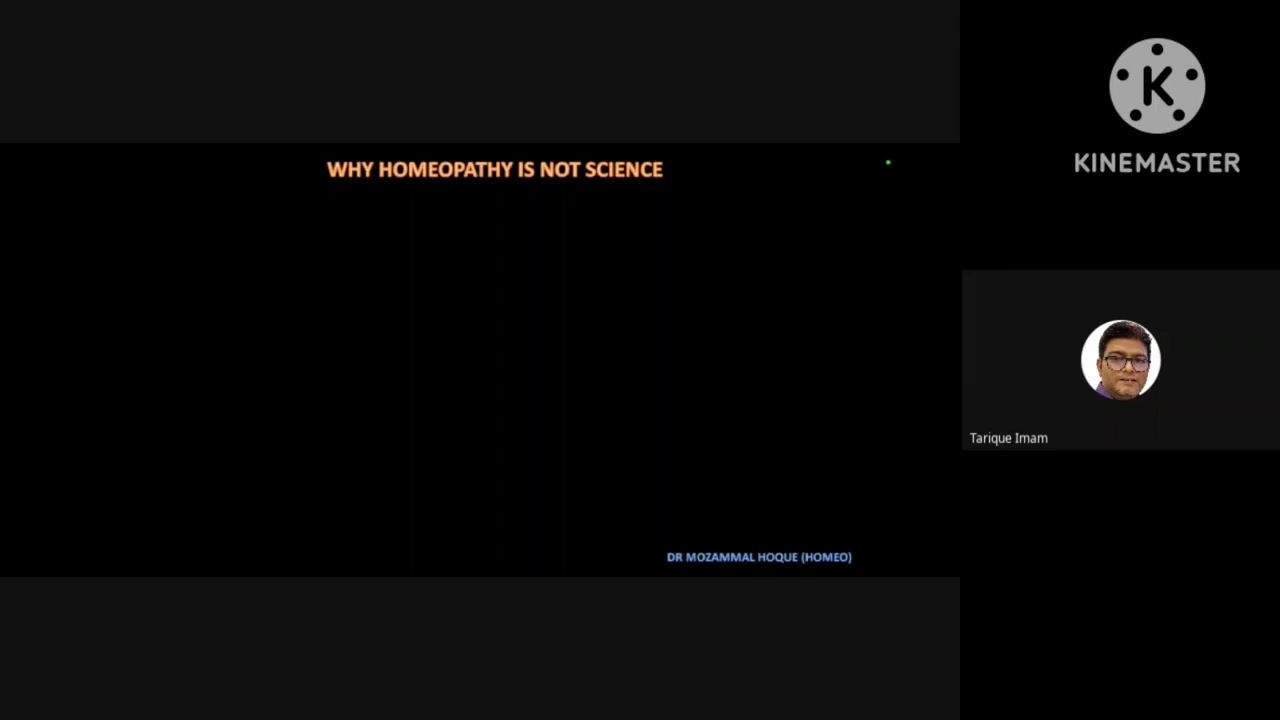 WHY HOMEOPATHY IS NOT SCIENCE
KINEMASTER
Tarique Imam
DR MOZAMMAL HOQUE (HOMEO)